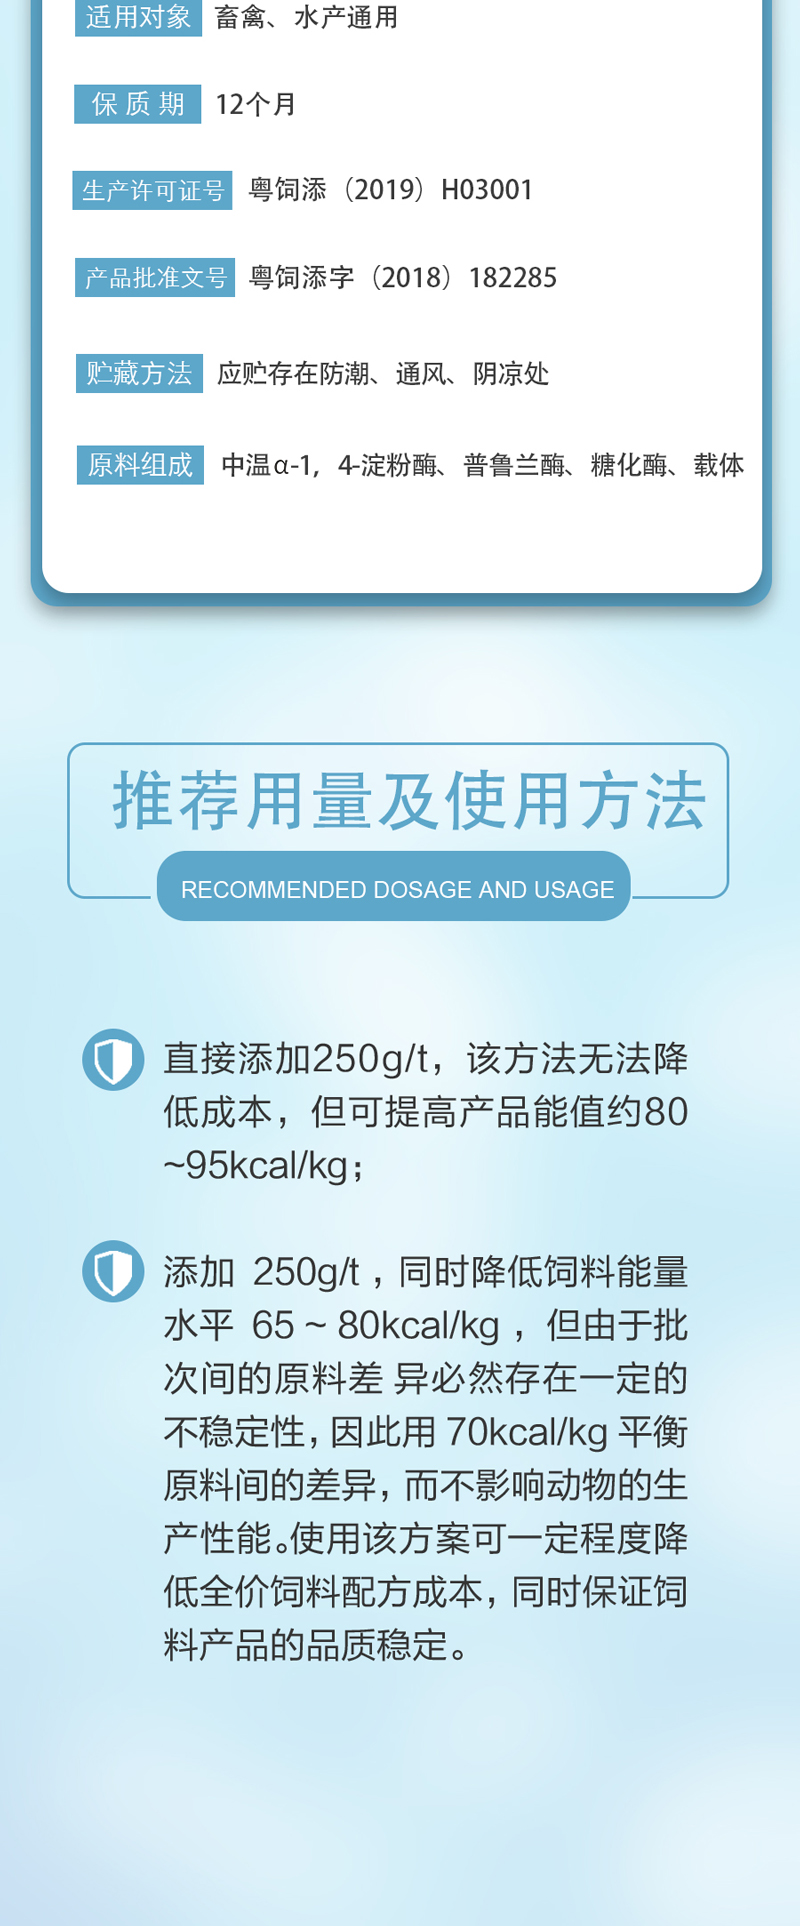 适用对象 畜禽、水产通用
保质期 12个月
生产许可证号 粤饲添（2019）H03001
产品批准文号 粤饲添字（2018）182285
贮藏方法 应贮存在防潮、通风、阴凉处
原料组成 中温α-1，4-淀粉酶、普鲁兰酶、糖化酶、载体
推荐用量及使用方法
RECOMMENDED DOSAGE AND USAGE
直接添加250g/t，该方法无法降
低成本，但可提高产品能值约80
~95kcal/kg；
添加 250g/t，同时降低饲料能量
水平 65 ~ 80kcal/kg，但由于批
次间的原料差 异必然存在一定的
不稳定性，因此用 70kcal/kg 平衡
原料间的差异，而不影响动物的生
产性能。使用该方案可一定程度降
低全价饲料配方成本，同时保证饲
料产品的品质稳定。